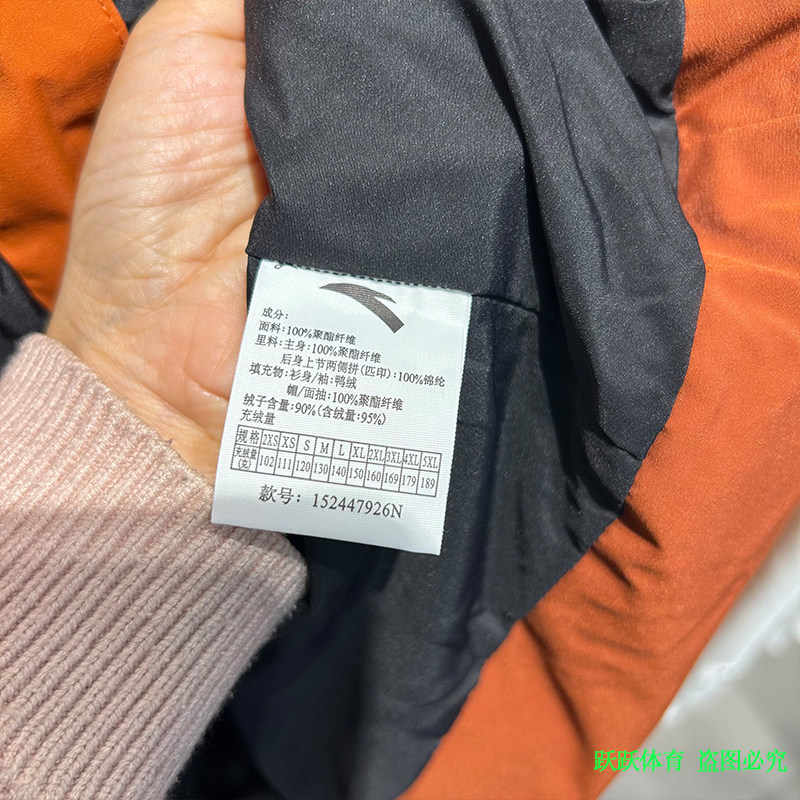 成分:
面料: 100%聚酯纤维
里料: 主身: 100%聚酯纤维
后身上节两侧拼(匹印): 100%锦纶
填充物: 衫身/袖: 鸭绒
帽/面抽: 100%聚酯纤维
绒子含量: 90%(含绒量: 95%)
充绒量
规格 2XS XS S M L XL 2XL 3XL 4XL 5XL
充绒量(克) 102 111 120 130 140 150 160 169 179 189
款号: 152447926N
跃跃体育 盗图必究